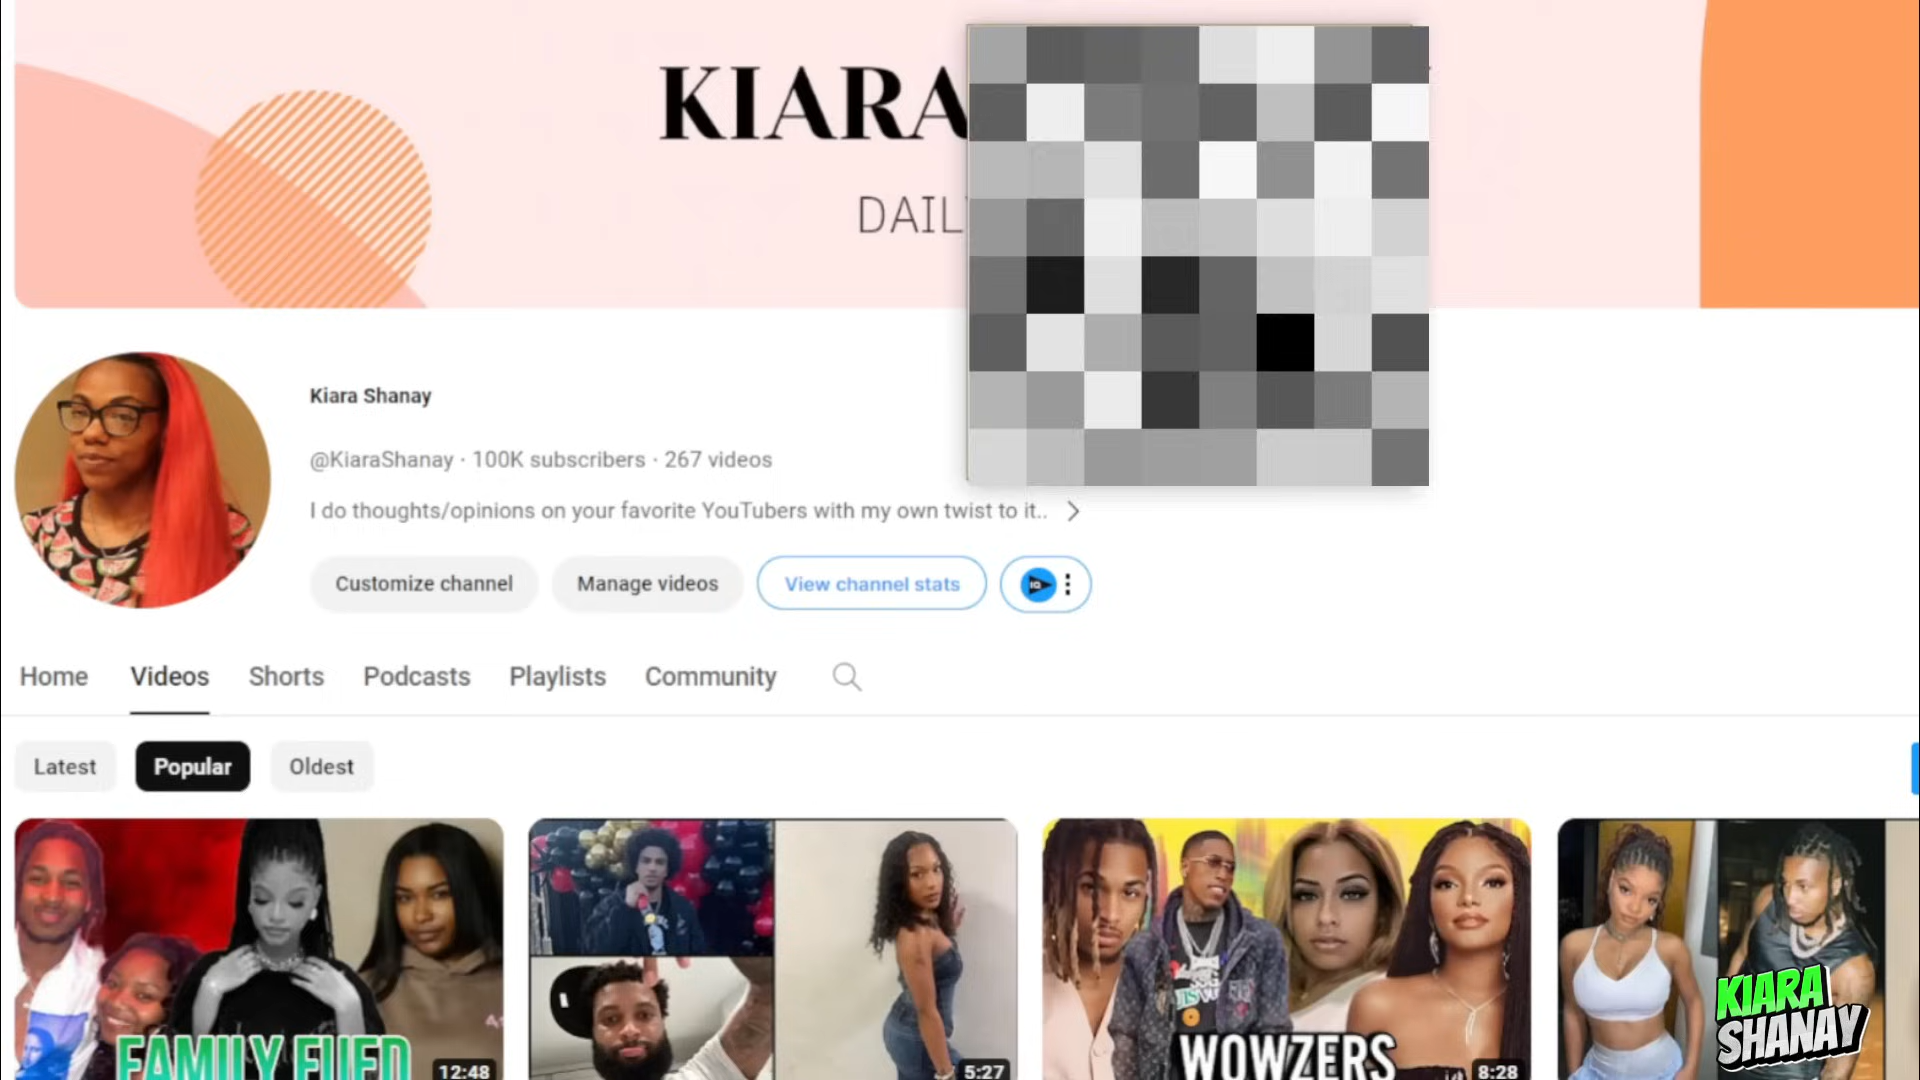 KIARA
DAIL
Kiara Shanay
@KiaraShanay · 100K subscribers · 267 videos
I do thoughts/opinions on your favorite YouTubers with my own twist to it..
Customize channel
Manage videos
View channel stats
IQ
Home
Videos
Shorts
Podcasts
Playlists
Community
Latest
Popular
Oldest
FAMILY FUED
12:48
5:27
WOWZERS
8:28
KIARA
SHANAY